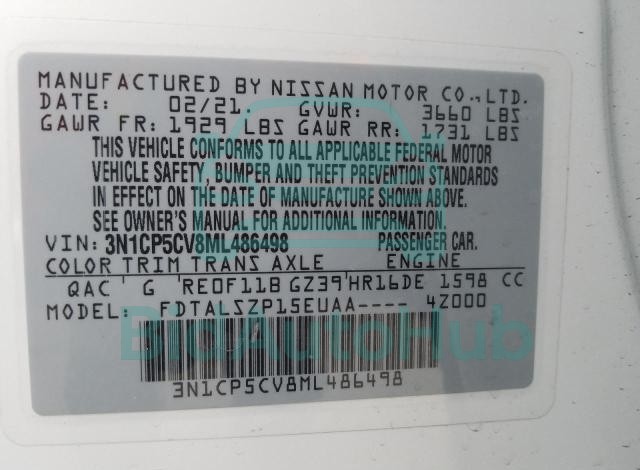 MANUFACTURED BY NISSAN MOTOR CO.,LTD.
DATE: 02/21. GVWR: 3660 LBS
GAWR FR: 1929 LBS GAWR RR: 1731 LBS
THIS VEHICLE CONFORMS TO ALL APPLICABLE FEDERAL MOTOR
VEHICLE SAFETY, BUMPER AND THEFT PREVENTION STANDARDS
IN EFFECT ON THE DATE OF MANUFACTURE SHOWN ABOVE.
SEE OWNER'S MANUAL FOR ADDITIONAL INFORMATION.
VIN: 3N1CP5CV8ML486498 PASSENGER CAR.
COLOR TRIM TRANS AXLE ENGINE
QAC G RE0F11B GZ39 HR16DE 1598 CC
MODEL: FDTALSZP15EUAA---- 4Z000
BidAutoHub
3N1CP5CV8ML486498